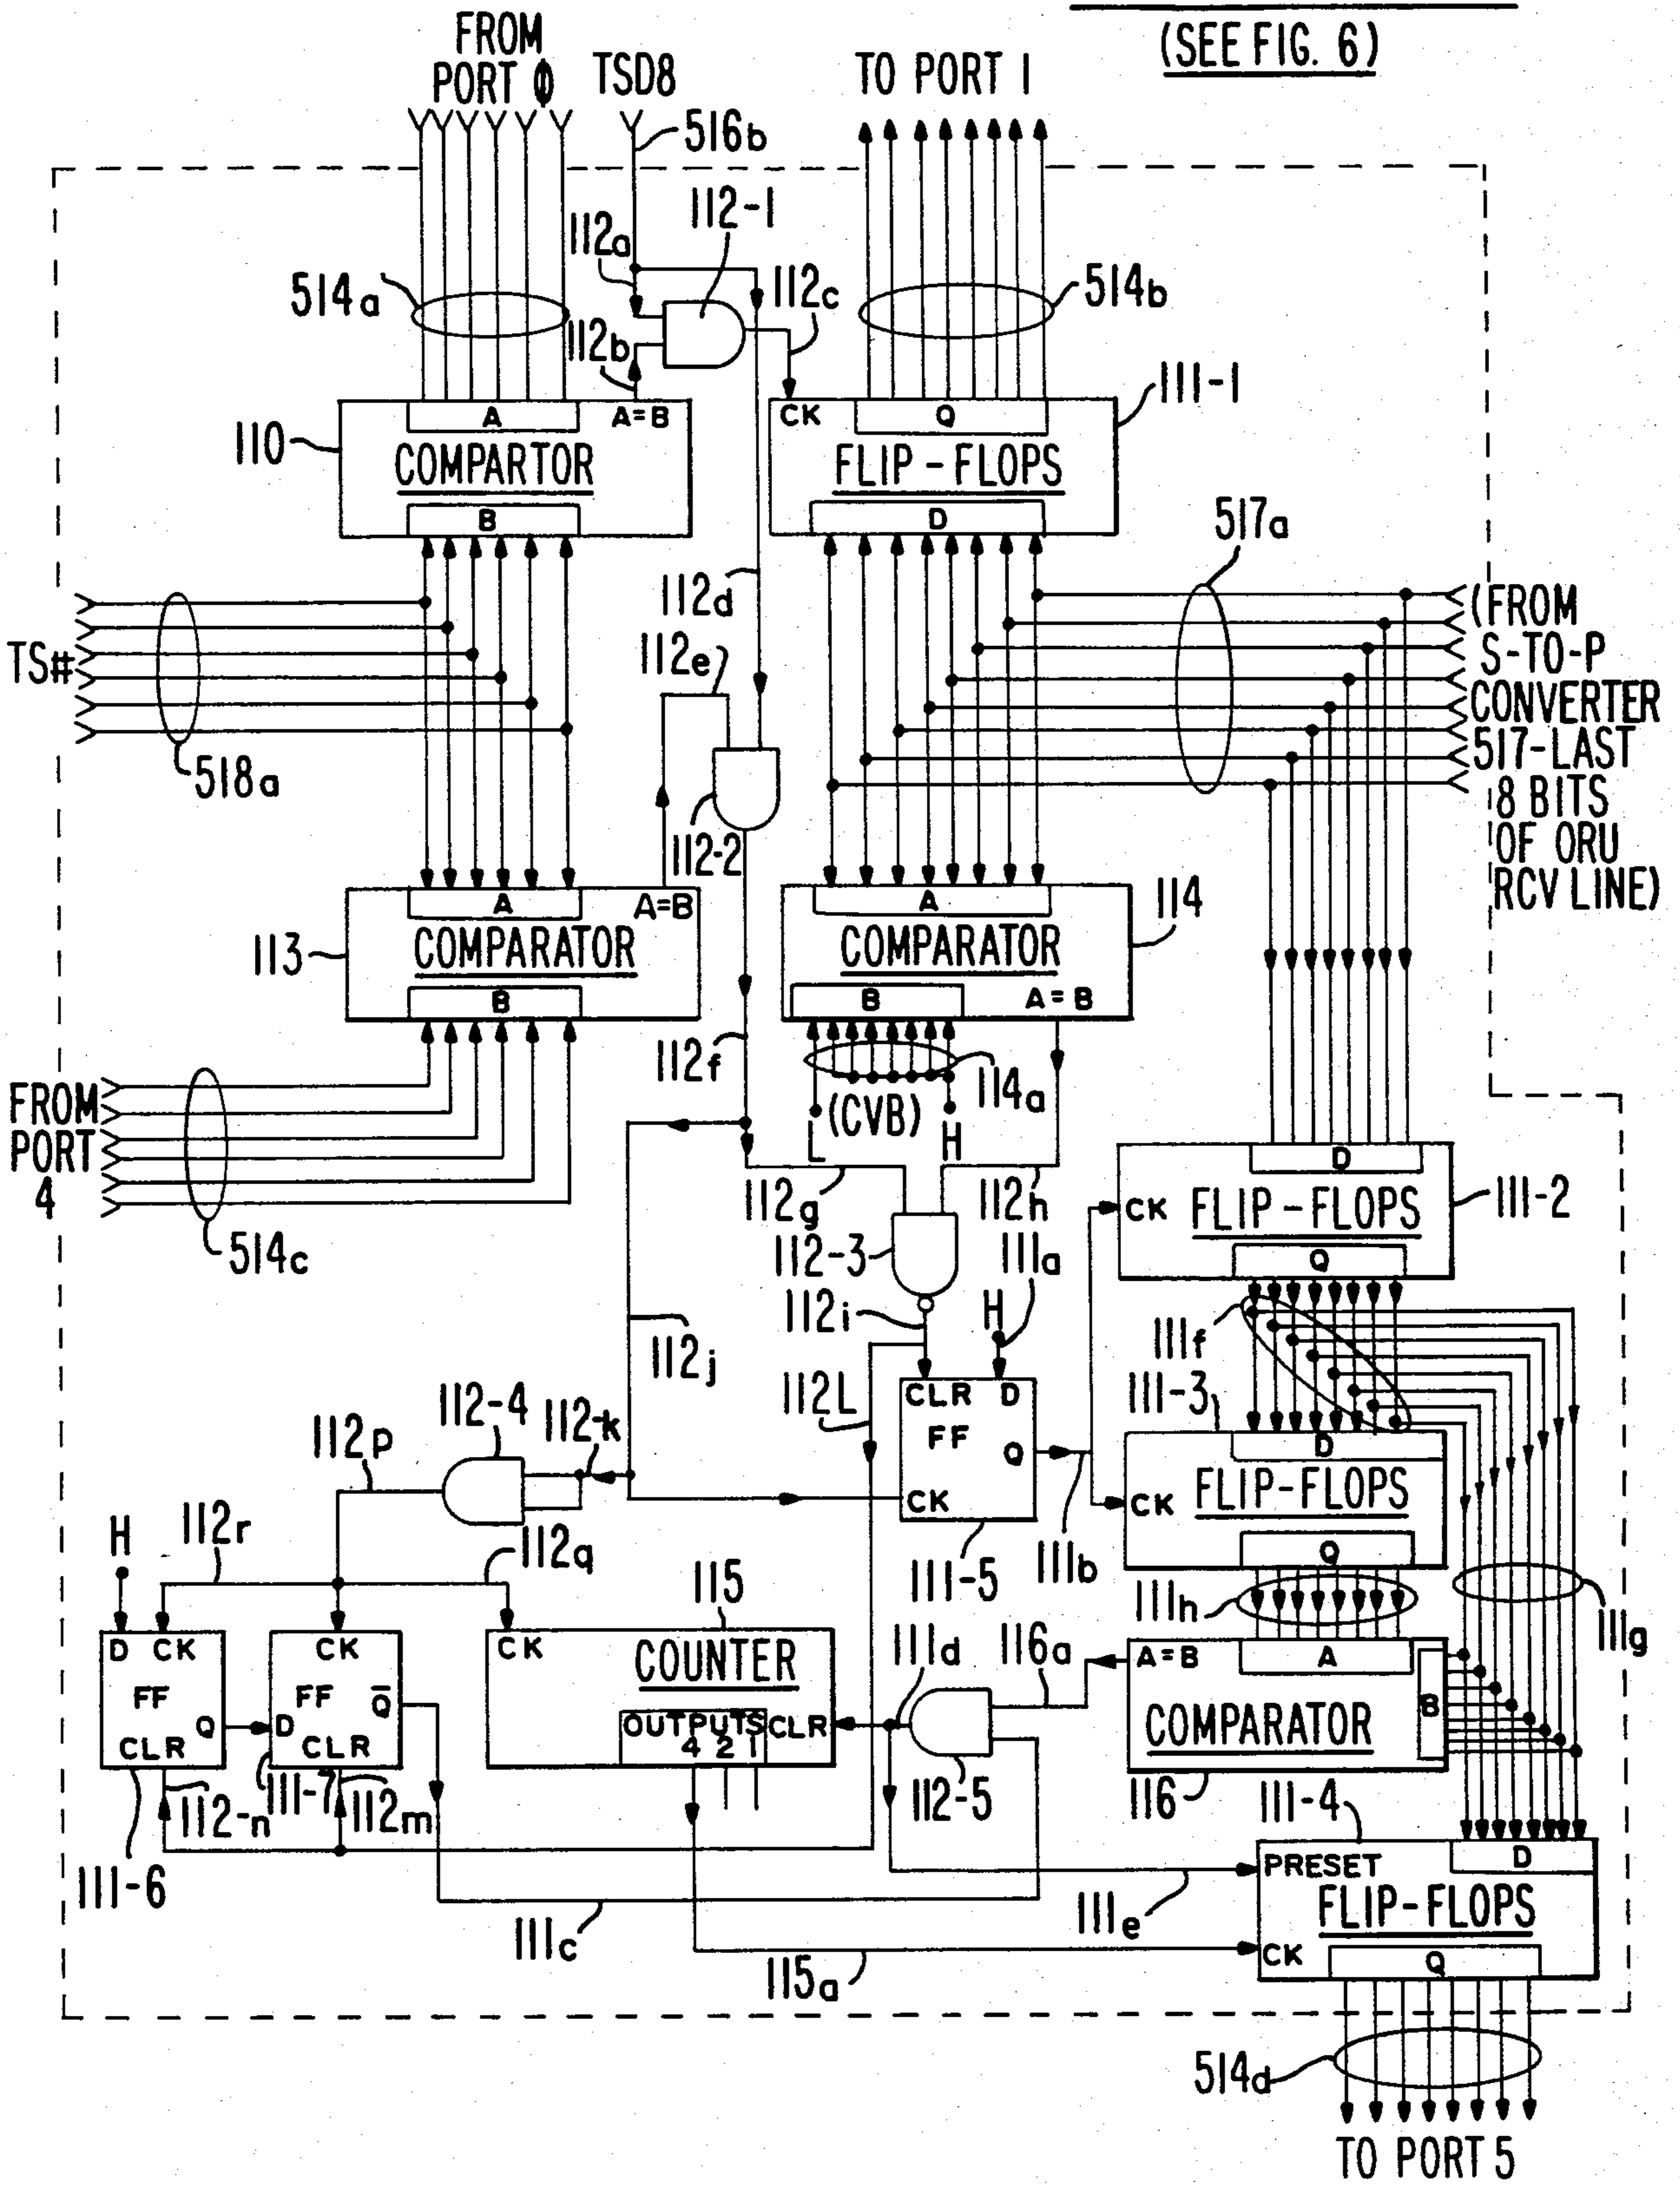 (SEE FIG. 6)
FROM
PORT 0
TSD8
TO PORT 1
516b
112-1
112a
112c
514a
514b
112b
111-1
A
A=B
CK
Q
110
COMPARTOR
FLIP-FLOPS
B
D
517a
112d
(FROM
S-TO-P
CONVERTER
517-LAST
8 BITS
OF ORU
RCV LINE)
TS#
112e
518a
112-2
A
A=B
A
114
113
COMPARATOR
COMPARATOR
B
B
A=B
112f
114a
(CVB)
L
H
FROM
PORT
4
514c
112g
112h
D
CK
FLIP-FLOPS
111-2
Q
112-3
111a
112i
H
111f
112j
112L
CLR
D
FF
Q
CK
111-3
D
FLIP-FLOPS
CK
Q
112-4
112-k
112p
111-5
111b
H
112r
112q
115
111h
111g
D
CK
FF
Q
CLR
CK
FF
Q̅
D
CLR
CK
COUNTER
OUTPUTS
4 2 1
CLR
111d
116a
A=B
A
B
COMPARATOR
116
112-5
111-4
111-7
112-n
112m
111-6
PRESET
D
FLIP-FLOPS
CK
Q
111c
111e
115a
514d
TO PORT 5